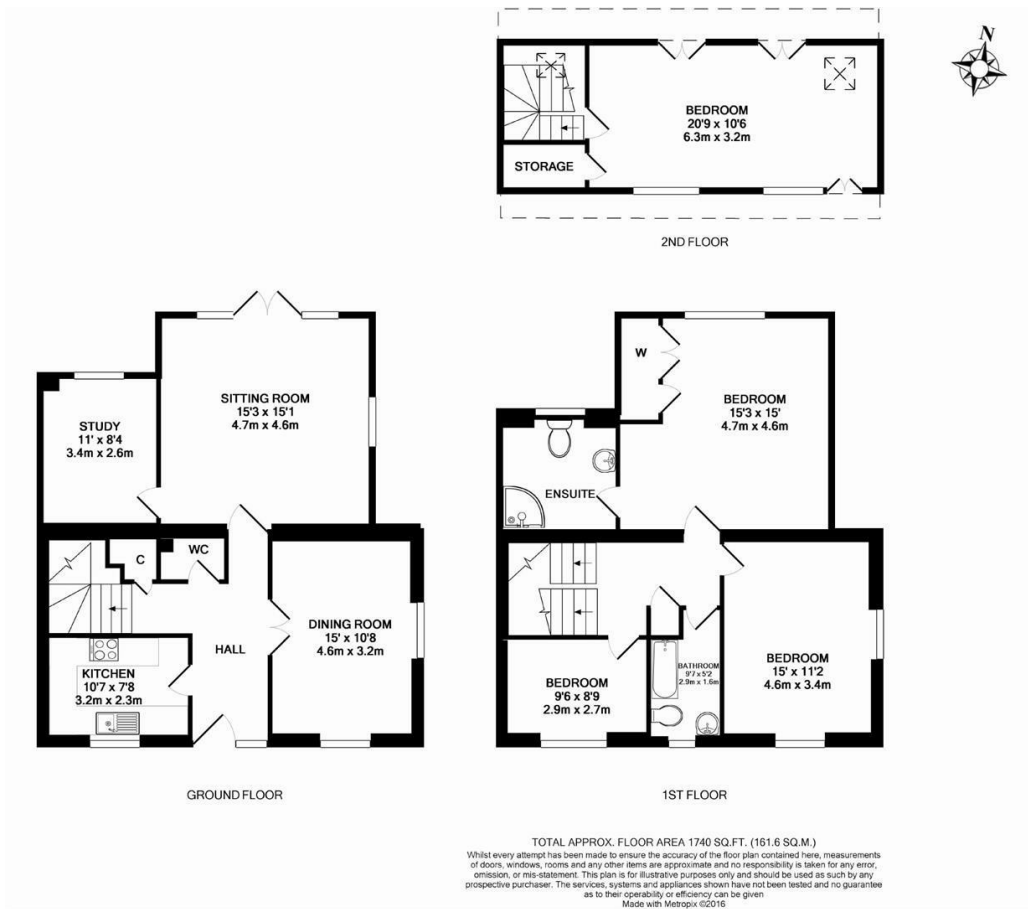 N
BEDROOM
20'9 x 10'6
6.3m x 3.2m
STORAGE
2ND FLOOR
SITTING ROOM
15'3 x 15'1
4.7m x 4.6m
STUDY
11' x 8'4
3.4m x 2.6m
C
WC
DINING ROOM
15' x 10'8
4.6m x 3.2m
HALL
KITCHEN
10'7 x 7'8
3.2m x 2.3m
GROUND FLOOR
W
BEDROOM
15'3 x 15'
4.7m x 4.6m
ENSUITE
BATHROOM
9'7 x 5'2
2.9m x 1.6m
BEDROOM
15' x 11'2
4.6m x 3.4m
BEDROOM
9'6 x 8'9
2.9m x 2.7m
1ST FLOOR
TOTAL APPROX. FLOOR AREA 1740 SQ.FT. (161.6 SQ.M.)
Whilst every attempt has been made to ensure the accuracy of the floor plan contained here, measurements
of doors, windows, rooms and any other items are approximate and no responsibility is taken for any error,
omission, or mis-statement. This plan is for illustrative purposes only and should be used as such by any
prospective purchaser. The services, systems and appliances shown have not been tested and no guarantee
as to their operability or efficiency can be given
Made with Metropix ©2016